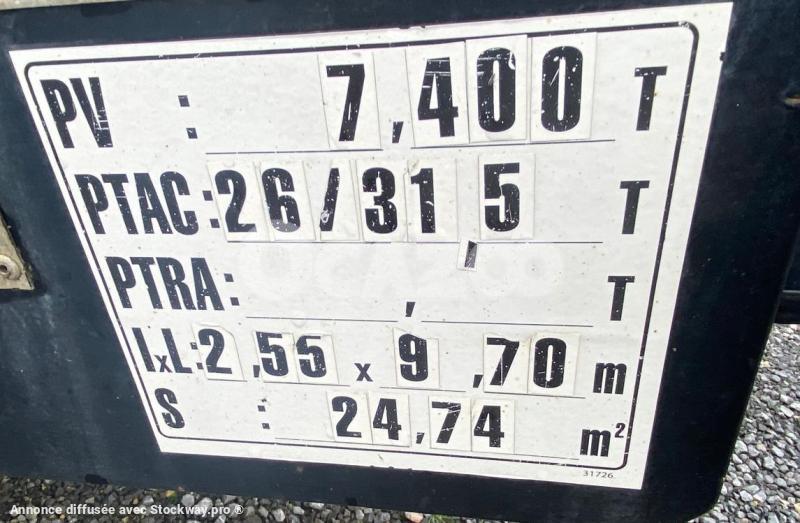 PV : 7,400 T
PTAC: 26/31,5 T
PTRA: , T
lxL: 2,55 x 9,70 m
S : 24,74 m²
31726
Annonce diffusée avec Stockway.pro ®